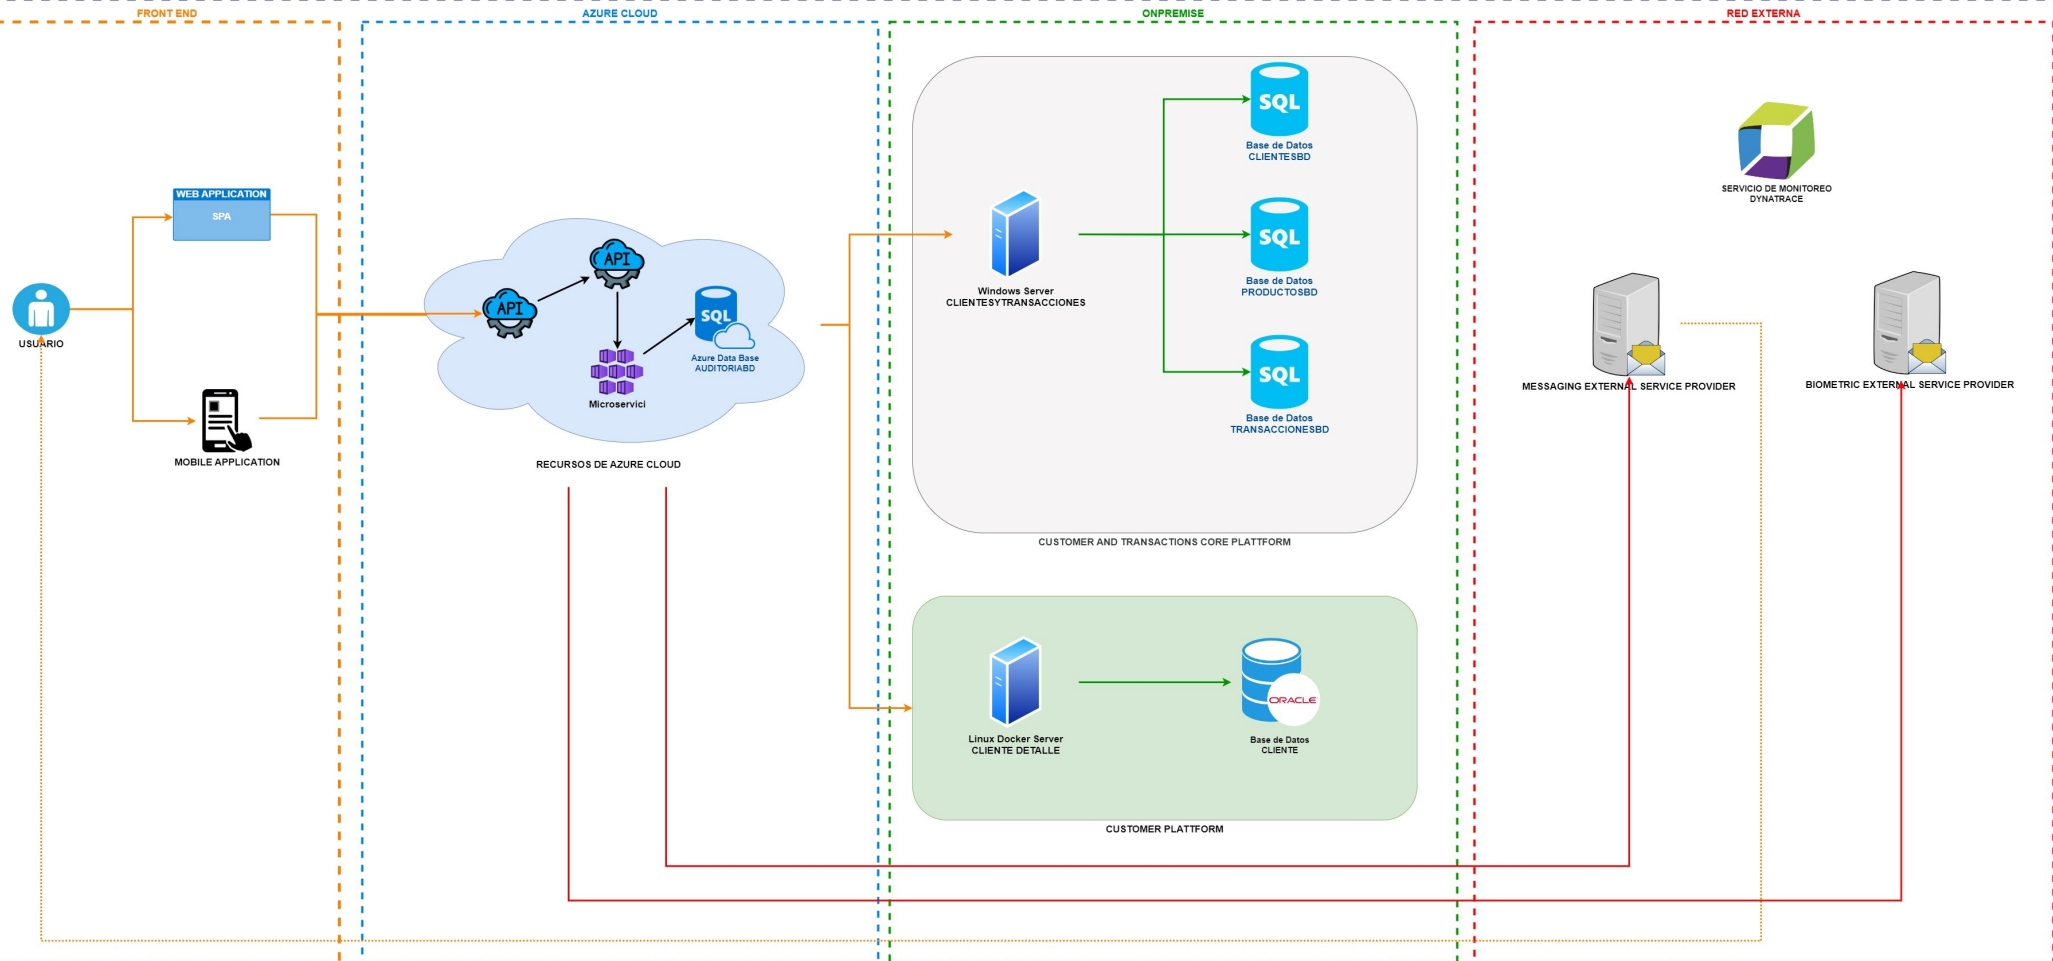 FRONT END
AZURE CLOUD
ONPREMISE
RED EXTERNA
WEB APPLICATION
SPA
USUARIO
MOBILE APPLICATION
API
API
SQL
Azure Data Base
AUDITORIABD
Microservici
RECURSOS DE AZURE CLOUD
SQL
Base de Datos
CLIENTESBD
SQL
Base de Datos
PRODUCTOSBD
SQL
Base de Datos
TRANSACCIONESBD
Windows Server
CLIENTESYTRANSACCIONES
CUSTOMER AND TRANSACTIONS CORE PLATTFORM
Linux Docker Server
CLIENTE DETALLE
ORACLE
Base de Datos
CLIENTE
CUSTOMER PLATTFORM
SERVICIO DE MONITOREO
DYNATRACE
MESSAGING EXTERNAL SERVICE PROVIDER
BIOMETRIC EXTERNAL SERVICE PROVIDER